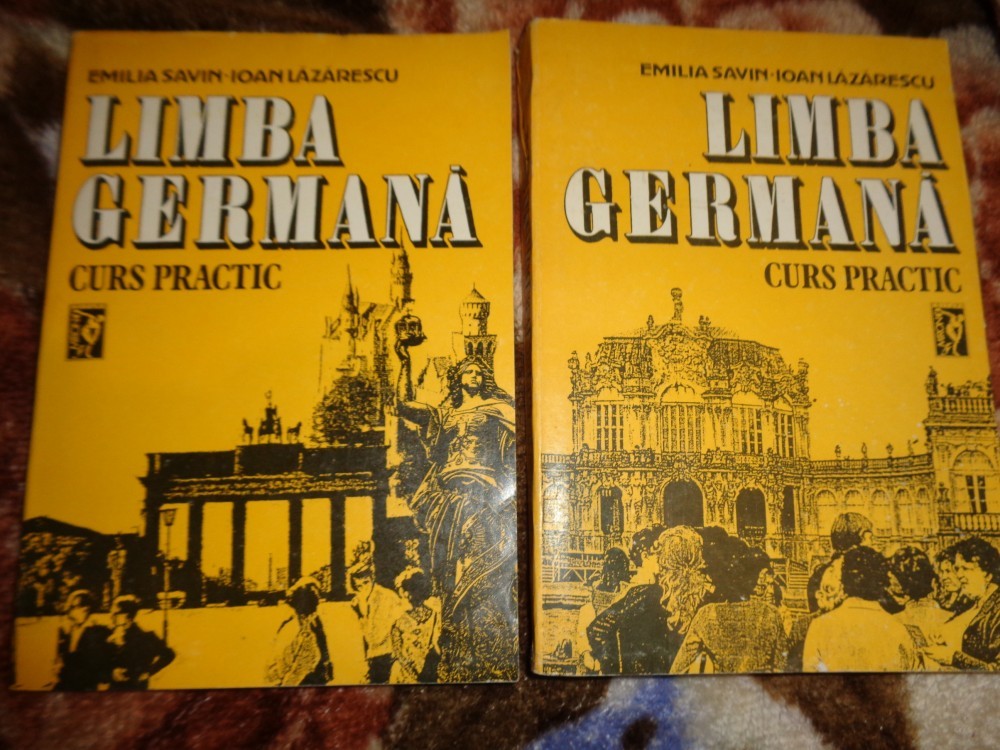 EMILIA SAVIN·IOAN LĂZĂRESCU
LIMBA
GERMANĂ
CURS PRACTIC
EMILIA SAVIN·IOAN LĂZĂRESCU
LIMBA
GERMANĂ
CURS PRACTIC